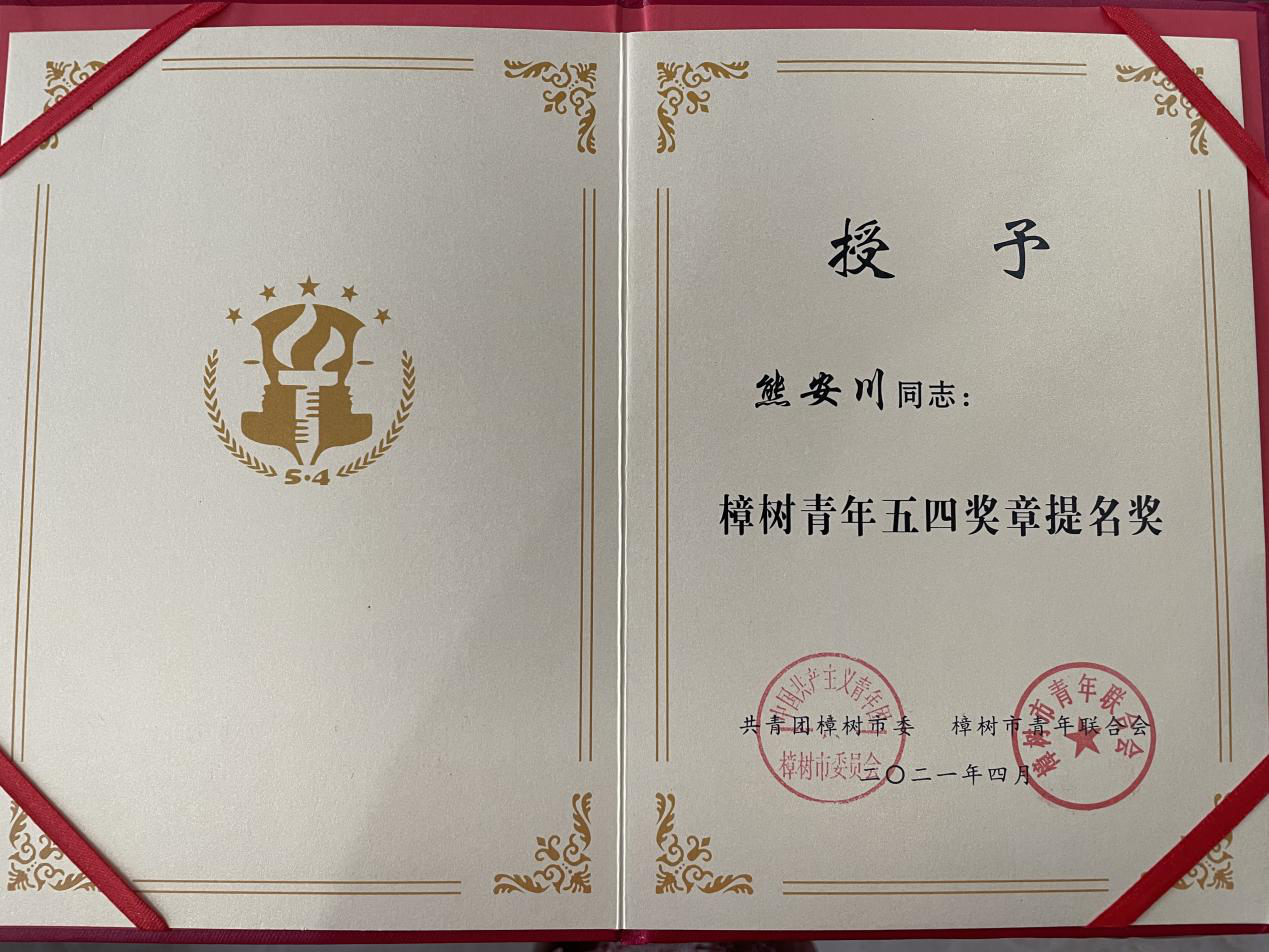 5·4
授 予
熊安川同志：
樟树青年五四奖章提名奖
共青团樟树市委 樟树市青年联合会
二〇二一年四月
中国共产主义青年团
樟树市委员会
樟树市青年联合会